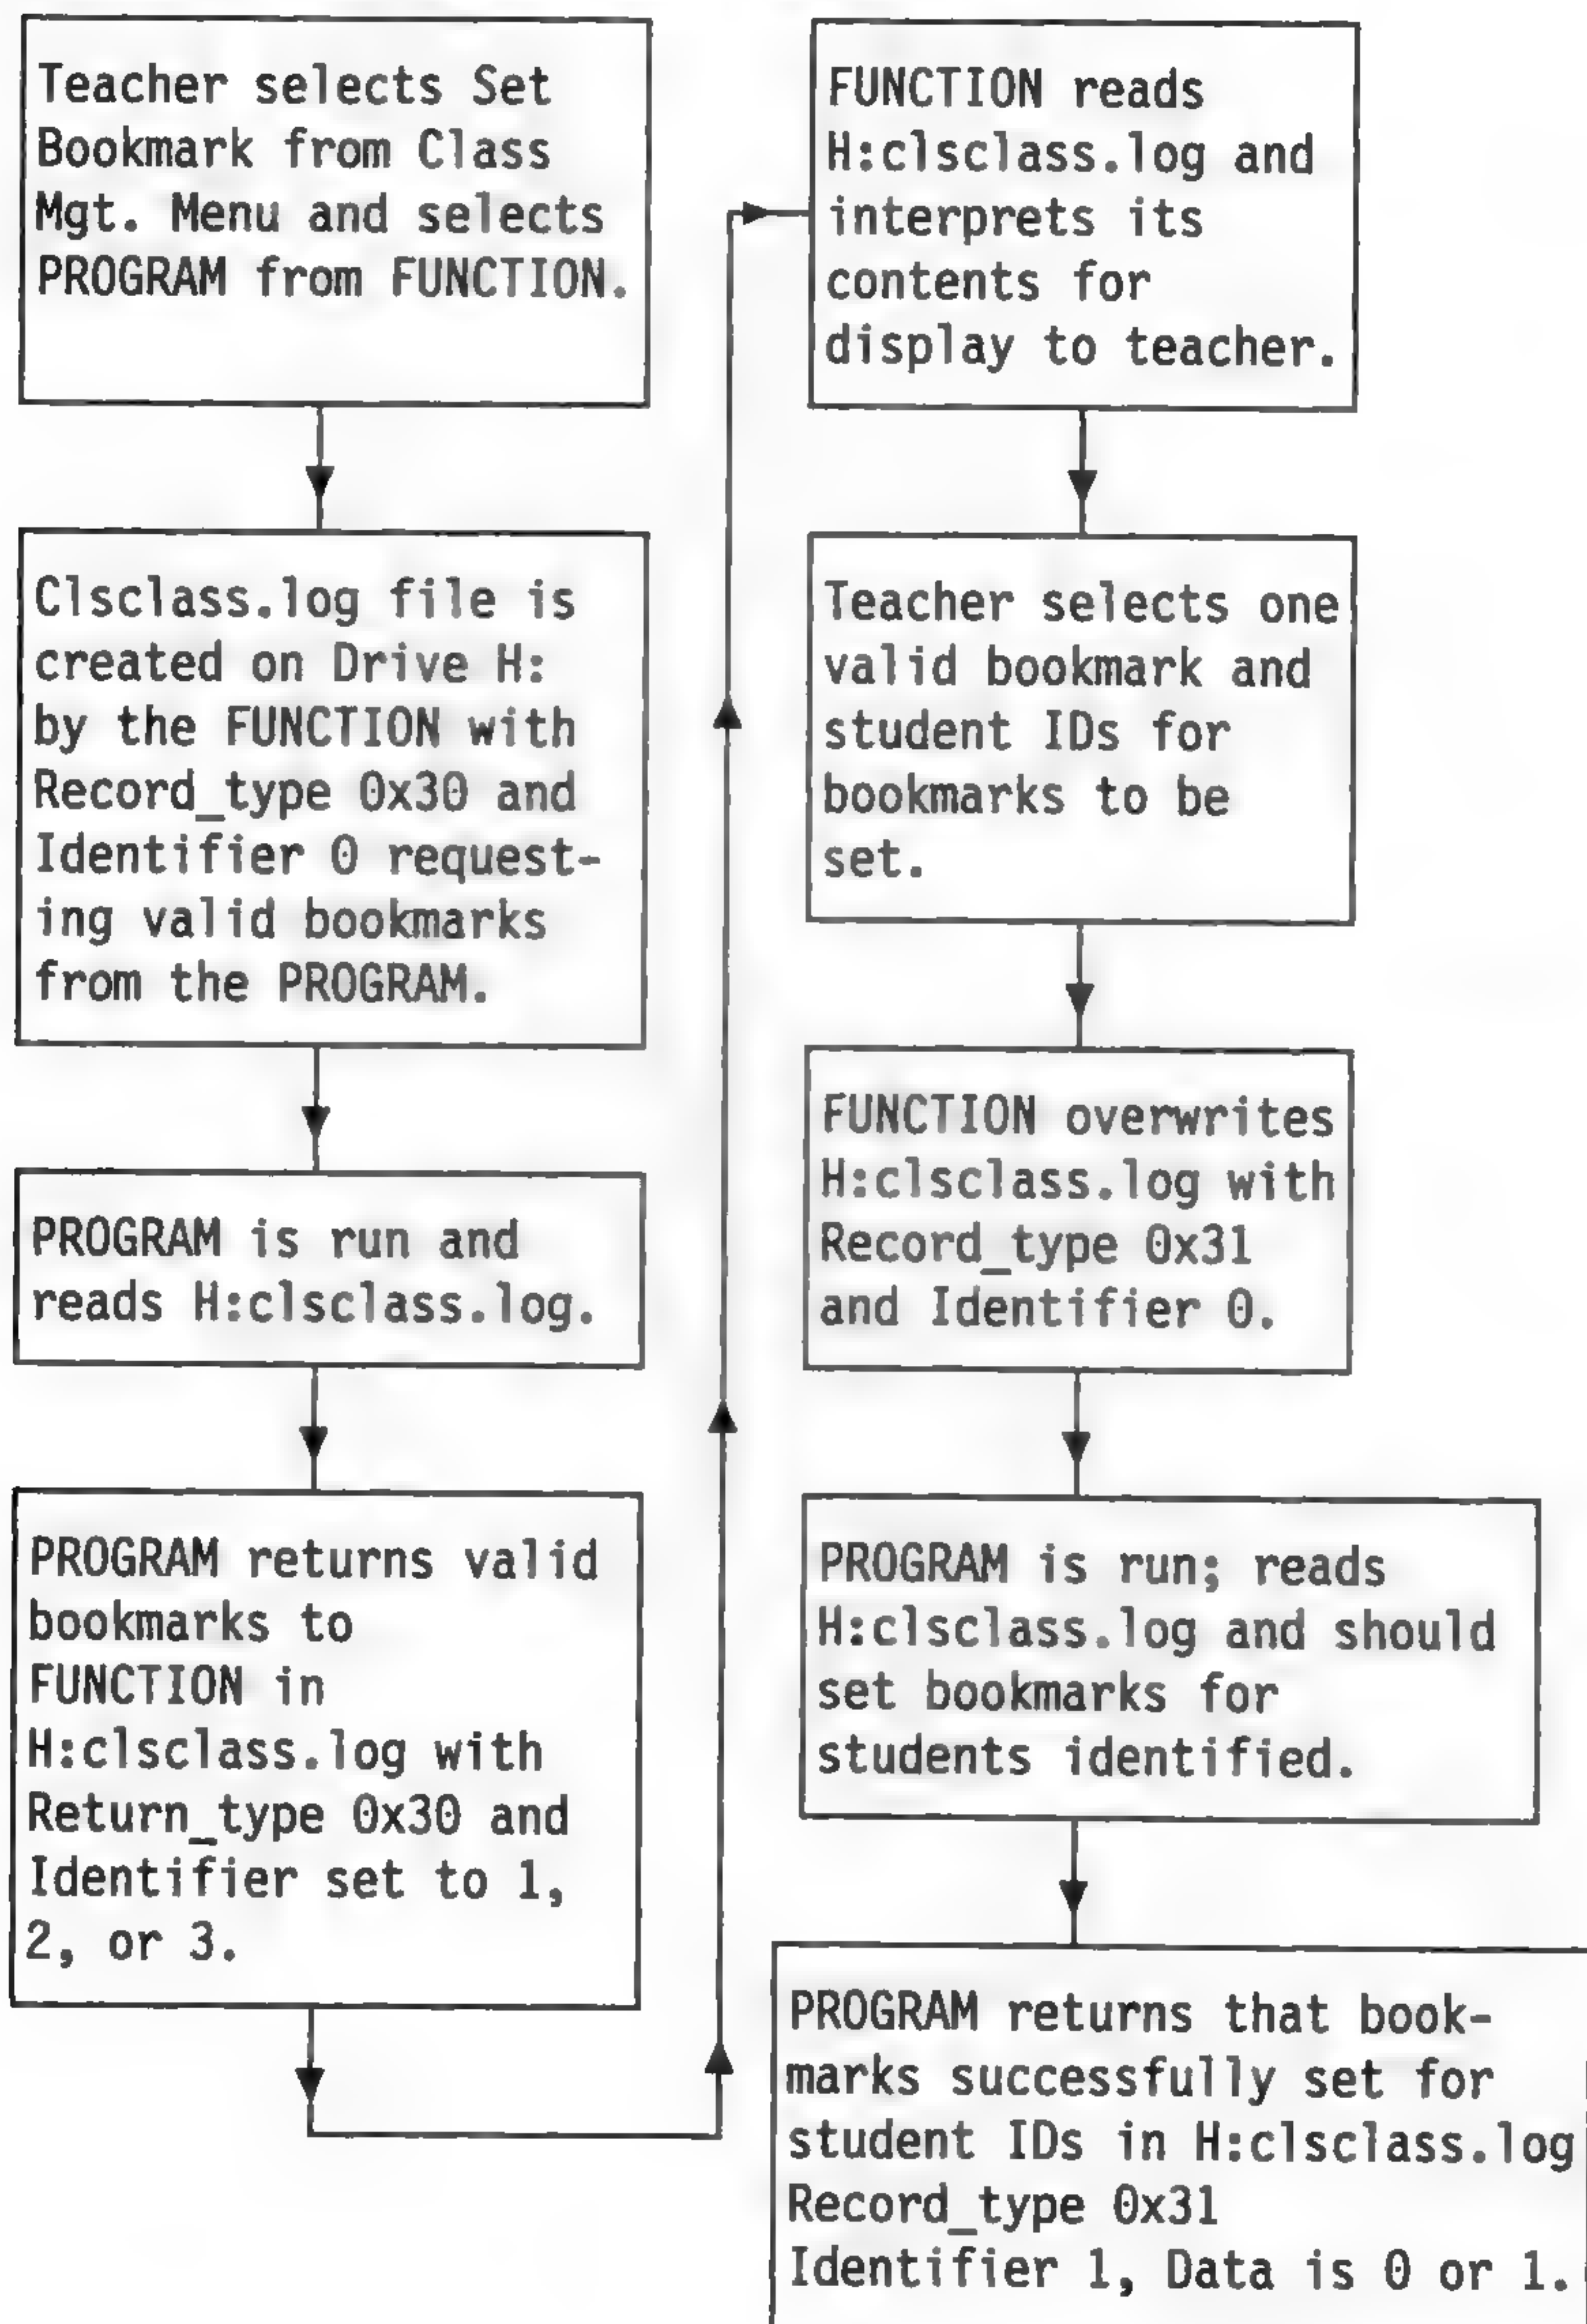 Teacher selects Set
Bookmark from Class
Mgt. Menu and selects
PROGRAM from FUNCTION.
Clsclass.log file is
created on Drive H:
by the FUNCTION with
Record_type 0x30 and
Identifier 0 request-
ing valid bookmarks
from the PROGRAM.
PROGRAM is run and
reads H:clsclass.log.
PROGRAM returns valid
bookmarks to
FUNCTION in
H:clsclass.log with
Return_type 0x30 and
Identifier set to 1,
2, or 3.
FUNCTION reads
H:clsclass.log and
interprets its
contents for
display to teacher.
Teacher selects one
valid bookmark and
student IDs for
bookmarks to be
set.
FUNCTION overwrites
H:clsclass.log with
Record_type 0x31
and Identifier 0.
PROGRAM is run; reads
H:clsclass.log and should
set bookmarks for
students identified.
PROGRAM returns that book-
marks successfully set for
student IDs in H:clsclass.log
Record_type 0x31
Identifier 1, Data is 0 or 1.